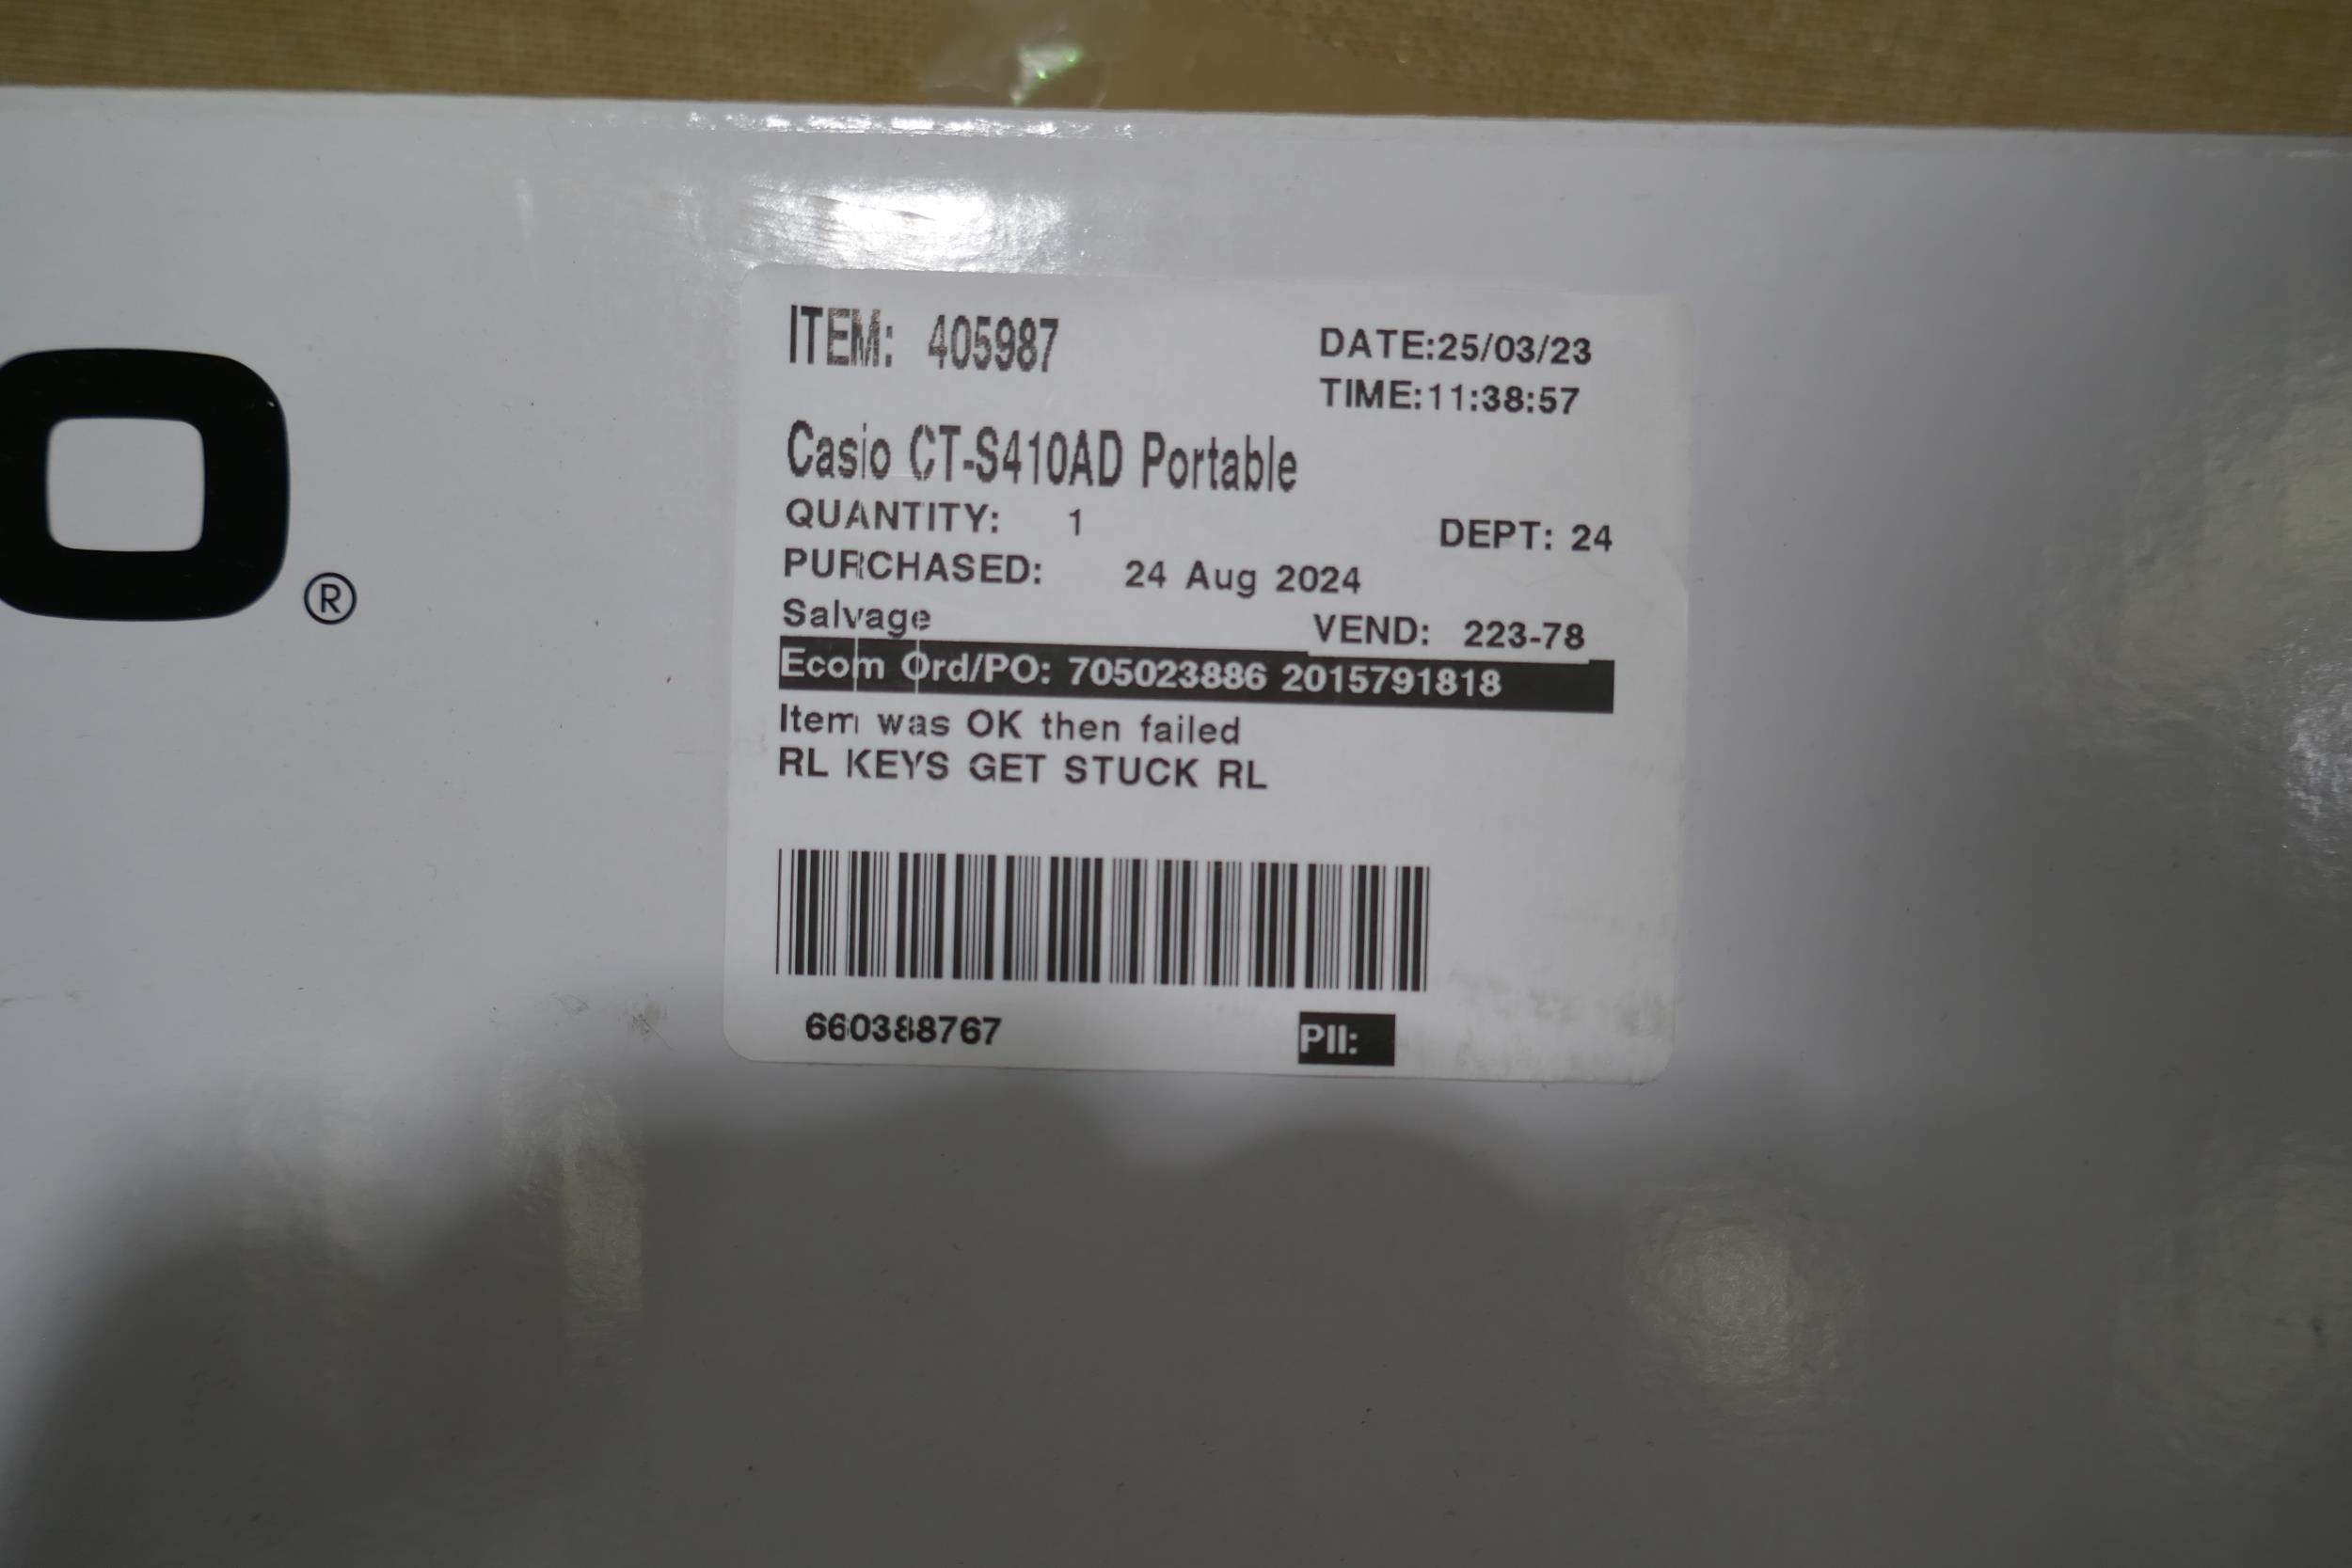 O®
ITEM: 405987
DATE:25/03/23
TIME:11:38:57
Casio CT-S410AD Portable
QUANTITY: 1
DEPT: 24
PURCHASED: 24 Aug 2024
Salvage
VEND: 223-78
Ecom Ord/PO: 705023886 2015791818
Item was OK then failed
RL KEYS GET STUCK RL
660388767
PII: